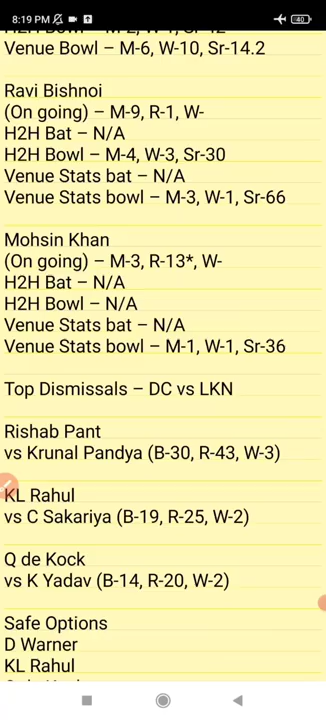 8:19 PM
40
Venue Bowl – M-6, W-10, Sr-14.2
Ravi Bishnoi
(On going) – M-9, R-1, W-
H2H Bat – N/A
H2H Bowl – M-4, W-3, Sr-30
Venue Stats bat – N/A
Venue Stats bowl – M-3, W-1, Sr-66
Mohsin Khan
(On going) – M-3, R-13*, W-
H2H Bat – N/A
H2H Bowl – N/A
Venue Stats bat – N/A
Venue Stats bowl – M-1, W-1, Sr-36
Top Dismissals – DC vs LKN
Rishab Pant
vs Krunal Pandya (B-30, R-43, W-3)
KL Rahul
vs C Sakariya (B-19, R-25, W-2)
Q de Kock
vs K Yadav (B-14, R-20, W-2)
Safe Options
D Warner
KL Rahul